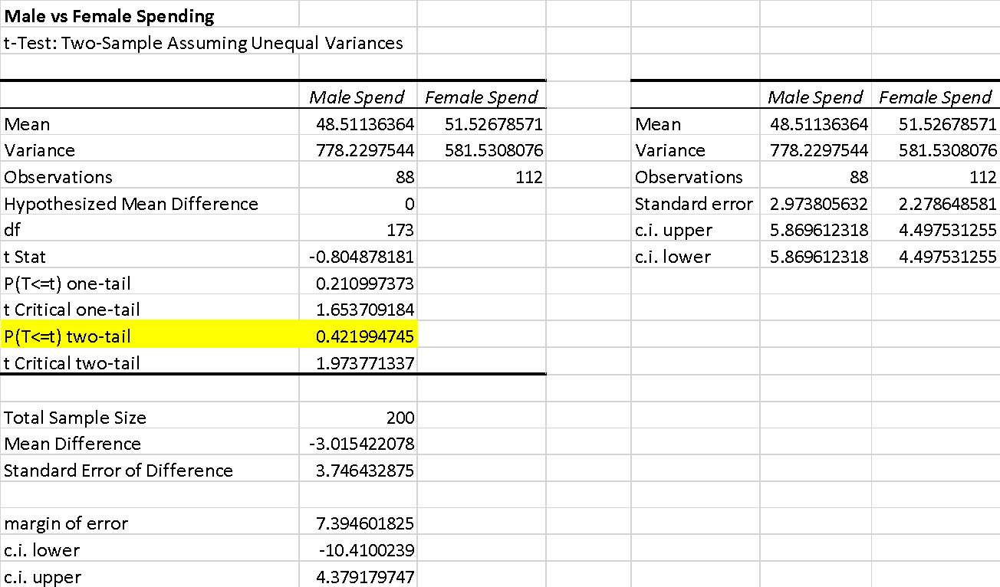 Male vs Female Spending
t-Test: Two-Sample Assuming Unequal Variances
Male Spend Female Spend
Mean 48.51136364 51.52678571
Variance 778.2297544 581.5308076
Observations 88 112
Hypothesized Mean Difference 0
df 173
t Stat -0.804878181
P(T<=t) one-tail 0.210997373
t Critical one-tail 1.653709184
P(T<=t) two-tail 0.421994745
t Critical two-tail 1.973771337
Total Sample Size 200
Mean Difference -3.015422078
Standard Error of Difference 3.746432875
margin of error 7.394601825
c.i. lower -10.4100239
c.i. upper 4.379179747
Male Spend Female Spend
Mean 48.51136364 51.52678571
Variance 778.2297544 581.5308076
Observations 88 112
Standard error 2.973805632 2.278648581
c.i. upper 5.869612318 4.497531255
c.i. lower 5.869612318 4.497531255